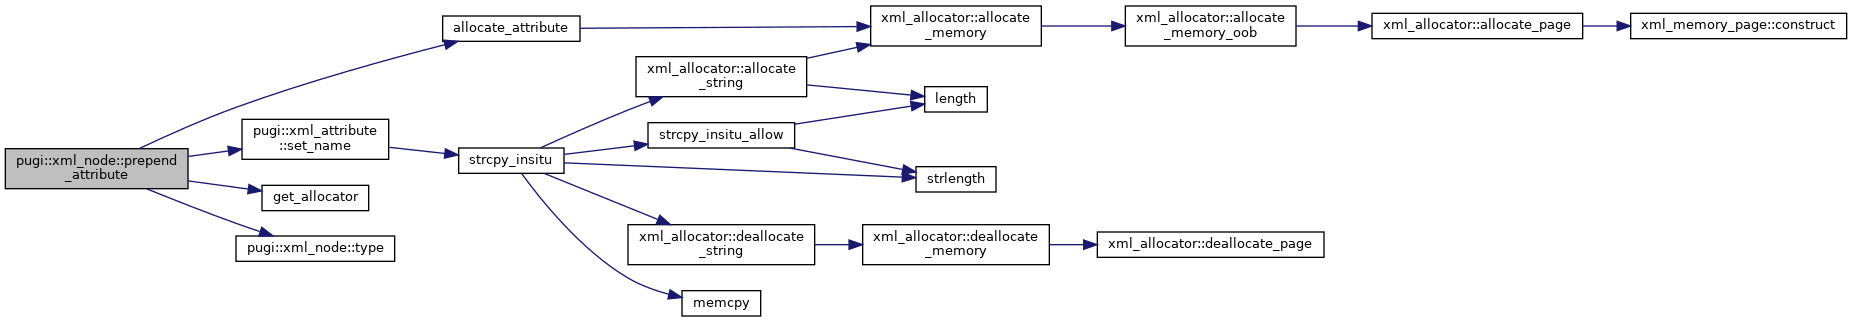 pugi::xml_node::prepend
_attribute
allocate_attribute
pugi::xml_attribute
::set_name
get_allocator
pugi::xml_node::type
strcpy_insitu
xml_allocator::allocate
_string
strcpy_insitu_allow
xml_allocator::deallocate
_string
memcpy
xml_allocator::allocate
_memory
length
strlength
xml_allocator::deallocate
_memory
xml_allocator::allocate
_memory_oob
xml_allocator::deallocate_page
xml_allocator::allocate_page
xml_memory_page::construct